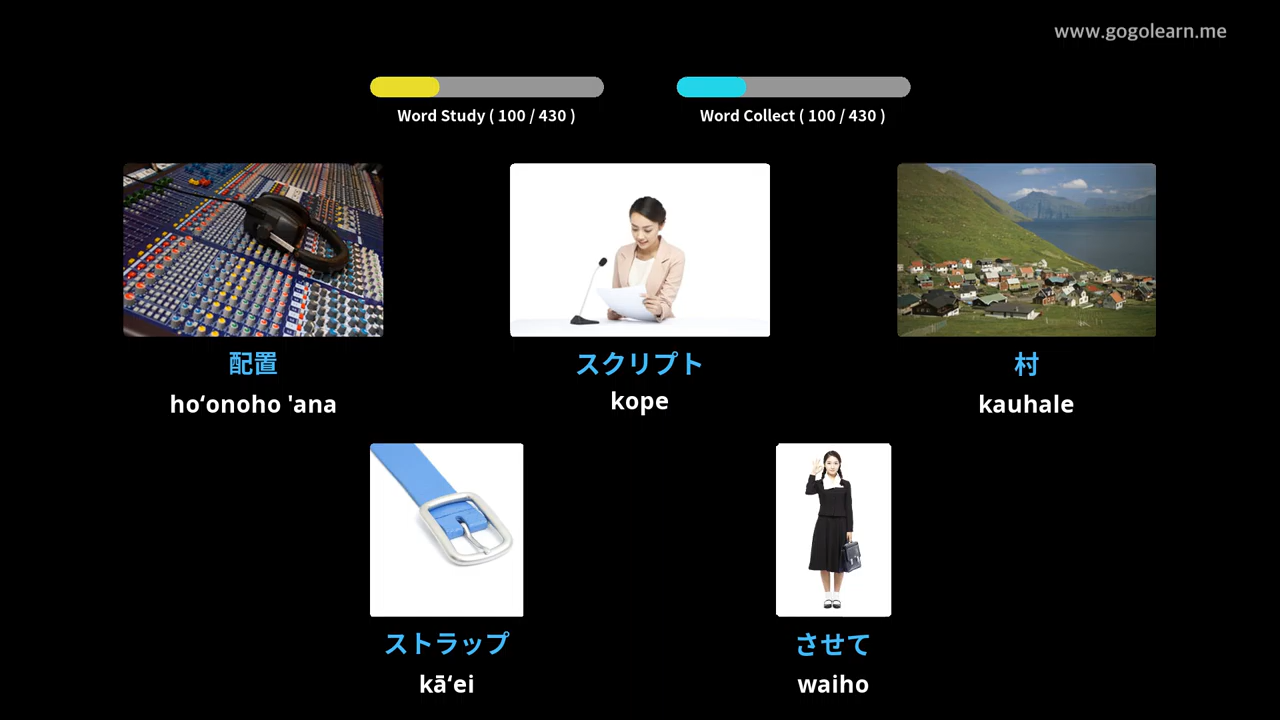 www.gogolearn.me
Word Study ( 100 / 430 )
Word Collect ( 100 / 430 )
配置
hoʻonoho 'ana
スクリプト
kope
村
kauhale
ストラップ
kāʻei
させて
waiho